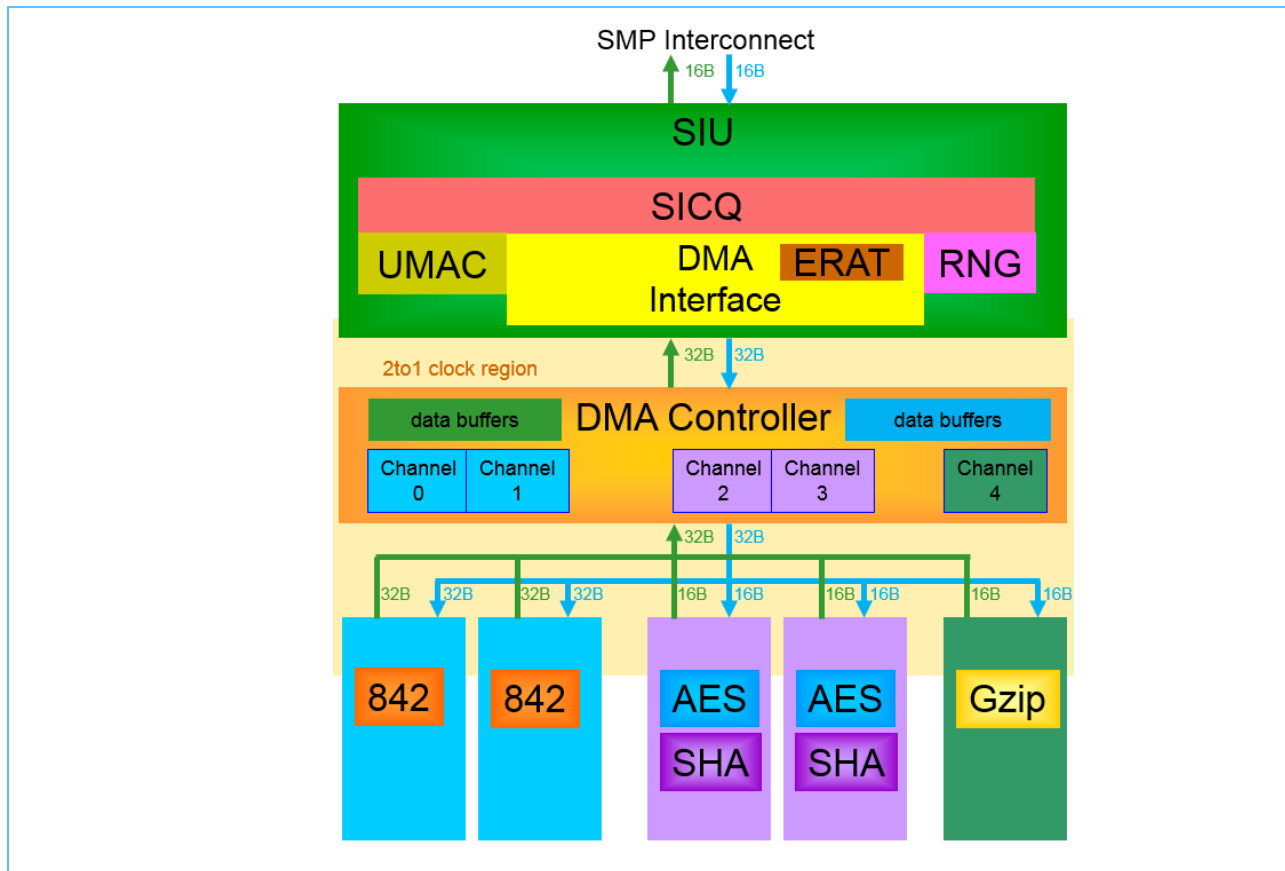 SMP Interconnect
16B 16B
SIU
SICQ
UMAC
DMA
Interface
ERAT
RNG
32B 32B
2to1 clock region
data buffers
DMA Controller
data buffers
Channel
0
Channel
1
Channel
2
Channel
3
Channel
4
32B 32B
32B 32B 32B 32B 16B 16B 16B 16B 16B 16B
842
842
AES
SHA
AES
SHA
Gzip